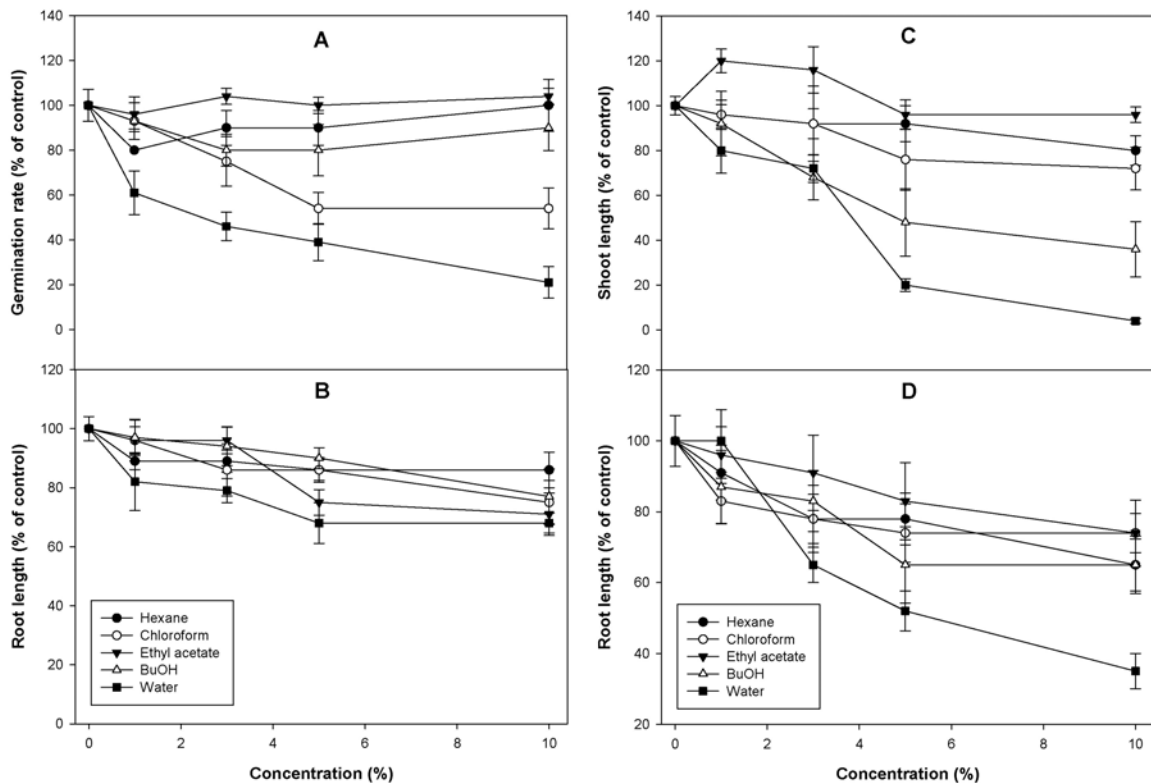 A
Germination rate (% of control)
140
120
100
80
60
40
20
0
C
Shoot length (% of control)
140
120
100
80
60
40
20
0
B
Root length (% of control)
120
100
80
60
40
20
0
Hexane
Chloroform
Ethyl acetate
BuOH
Water
0 2 4 6 8 10
Concentration (%)
D
Root length (% of control)
120
100
80
60
40
20
Hexane
Chloroform
Ethyl acetate
BuOH
Water
0 2 4 6 8 10
Concentration (%)